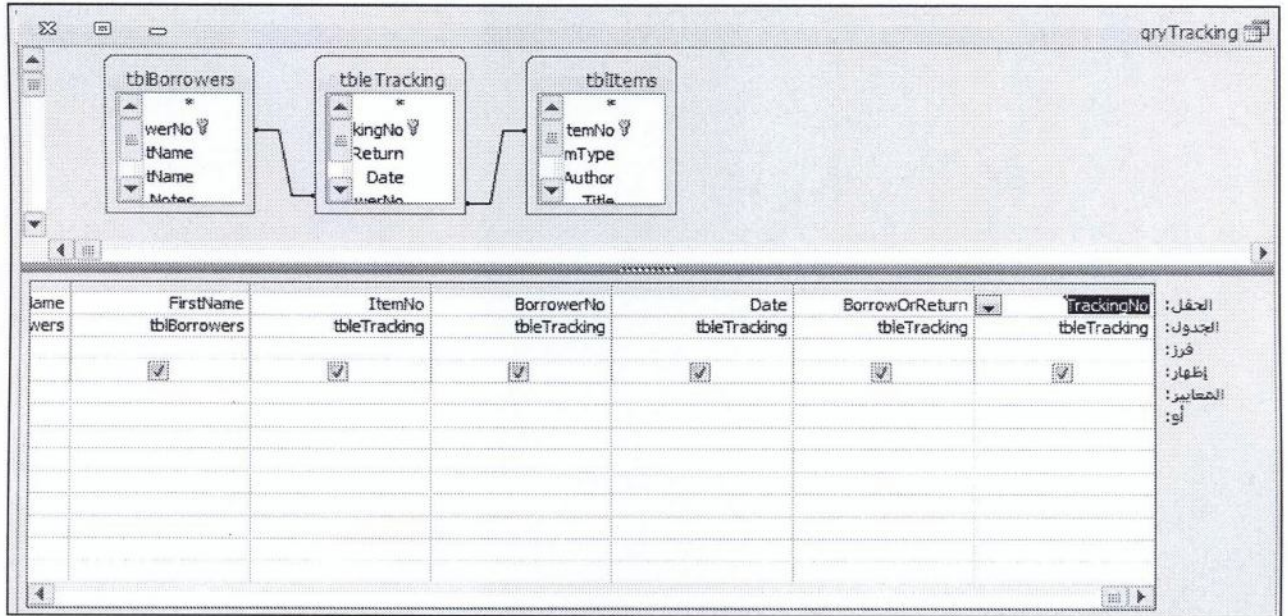 qryTracking
tblBorrowers
*
werNo
tName
tName
Notes
tbleTracking
*
kingNo
Return
Date
werNo
tblItems
*
temNo
mType
Author
Title
الحقل: TrackingNo BorrowOrReturn Date BorrowerNo ItemNo FirstName lame
الجدول: tbleTracking tbleTracking tbleTracking tbleTracking tbleTracking tblBorrowers wers
فرز:
إظهار:
المعايير:
أو: